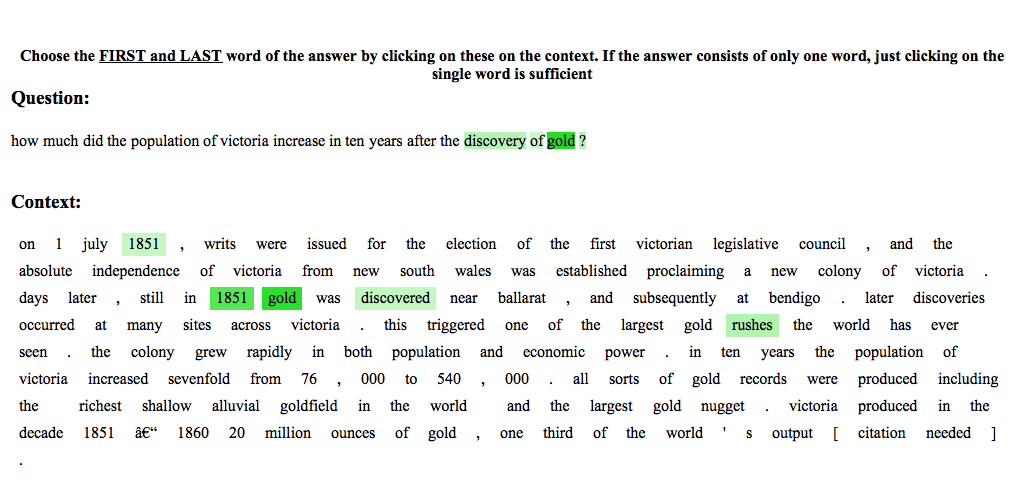 Choose the FIRST and LAST word of the answer by clicking on these on the context. If the answer consists of only one word, just clicking on the
single word is sufficient
Question:
how much did the population of victoria increase in ten years after the discovery of gold ?
Context:
on 1 july 1851 , writs were issued for the election of the first victorian legislative council , and the
absolute independence of victoria from new south wales was established proclaiming a new colony of victoria .
days later , still in 1851 gold was discovered near ballarat , and subsequently at bendigo . later discoveries
occurred at many sites across victoria . this triggered one of the largest gold rushes the world has ever
seen . the colony grew rapidly in both population and economic power . in ten years the population of
victoria increased sevenfold from 76 , 000 to 540 , 000 . all sorts of gold records were produced including
the richest shallow alluvial goldfield in the world and the largest gold nugget . victoria produced in the
decade 1851 â€“ 1860 20 million ounces of gold , one third of the world ' s output [ citation needed ]
.